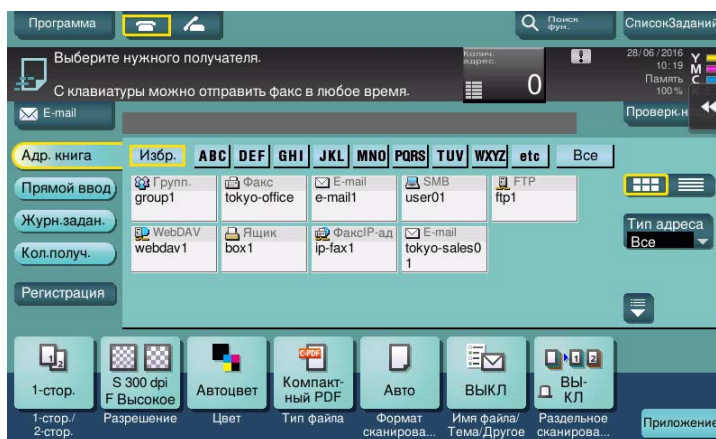 Программа
Поиск
фун.
СписокЗаданий
Выберите нужного получателя.
С клавиатуры можно отправить факс в любое время.
Колич.
адрес.
0
28/06/2016
10:19
Память
100%
Y
M
C
K
E-mail
Адр. книга
Избр.
ABC
DEF
GHI
JKL
MNO
PQRS
TUV
WXYZ
etc
Все
Прямой ввод
Журн.задан.
Кол.получ.
Регистрация
Групп.
group1
Факс
tokyo-office
E-mail
e-mail1
SMB
user01
FTP
ftp1
WebDAV
webdav1
Ящик
box1
ФаксIP-ад
ip-fax1
E-mail
tokyo-sales0
1
Тип адреса
Все
1-стор.
1-стор./
2-стор.
S 300 dpi
F Высокое
Разрешение
Автоцвет
Цвет
Компакт-
ный PDF
Тип файла
Авто
Формат
сканирова...
ВЫКЛ
Имя файла/
Тема/Другое
ВЫ-
КЛ
Раздельное
сканирова...
Приложение